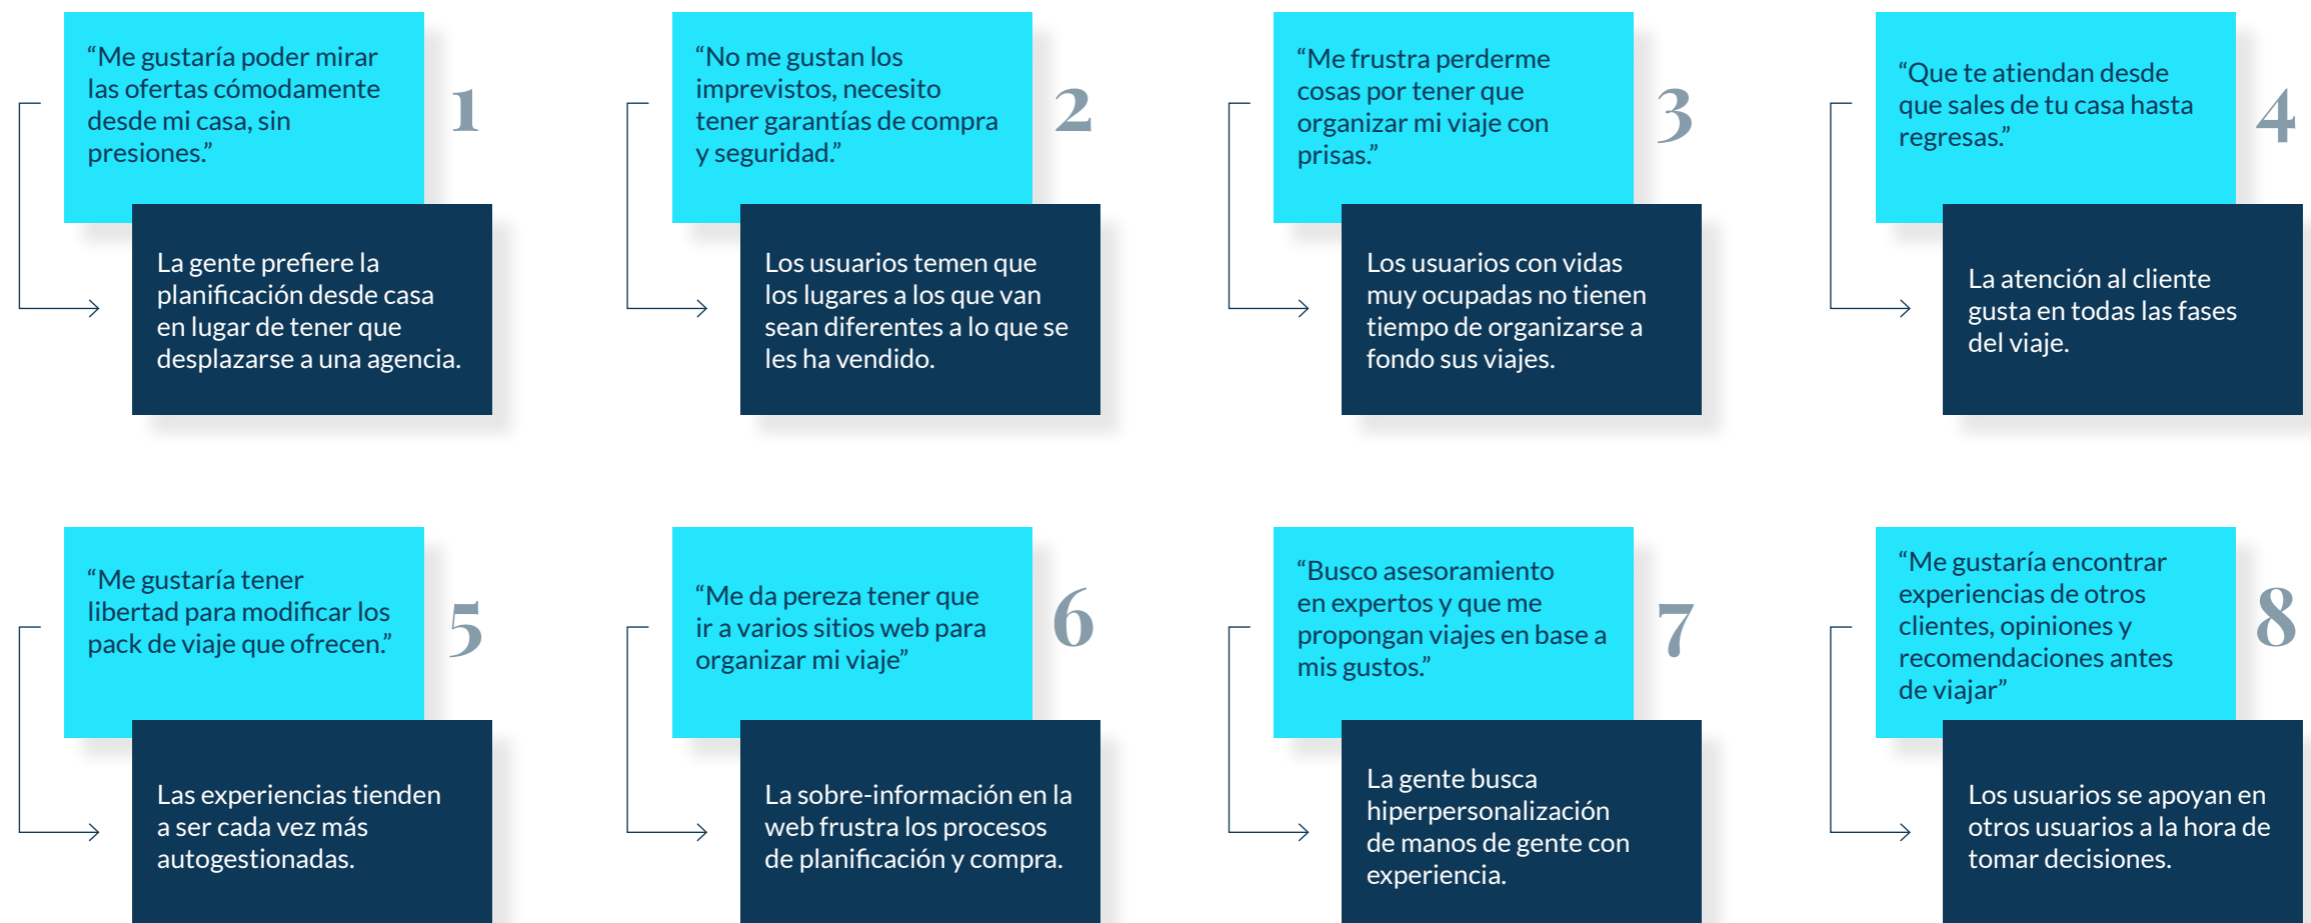 “Me gustaría poder mirar
las ofertas cómodamente
desde mi casa, sin
presiones.”
1
La gente prefiere la
planificación desde casa
en lugar de tener que
desplazarse a una agencia.
“No me gustan los
imprevistos, necesito
tener garantías de compra
y seguridad.”
2
Los usuarios temen que
los lugares a los que van
sean diferentes a lo que se
les ha vendido.
“Me frustra perderme
cosas por tener que
organizar mi viaje con
prisas.”
3
Los usuarios con vidas
muy ocupadas no tienen
tiempo de organizarse a
fondo sus viajes.
“Que te atiendan desde
que sales de tu casa hasta
regresas.”
4
La atención al cliente
gusta en todas las fases
del viaje.
“Me gustaría tener
libertad para modificar los
pack de viaje que ofrecen.”
5
Las experiencias tienden
a ser cada vez más
autogestionadas.
“Me da pereza tener que
ir a varios sitios web para
organizar mi viaje”
6
La sobre-información en la
web frustra los procesos
de planificación y compra.
“Busco asesoramiento
en expertos y que me
propongan viajes en base a
mis gustos.”
7
La gente busca
hiperpersonalización
de manos de gente con
experiencia.
“Me gustaría encontrar
experiencias de otros
clientes, opiniones y
recomendaciones antes
de viajar”
8
Los usuarios se apoyan en
otros usuarios a la hora de
tomar decisiones.